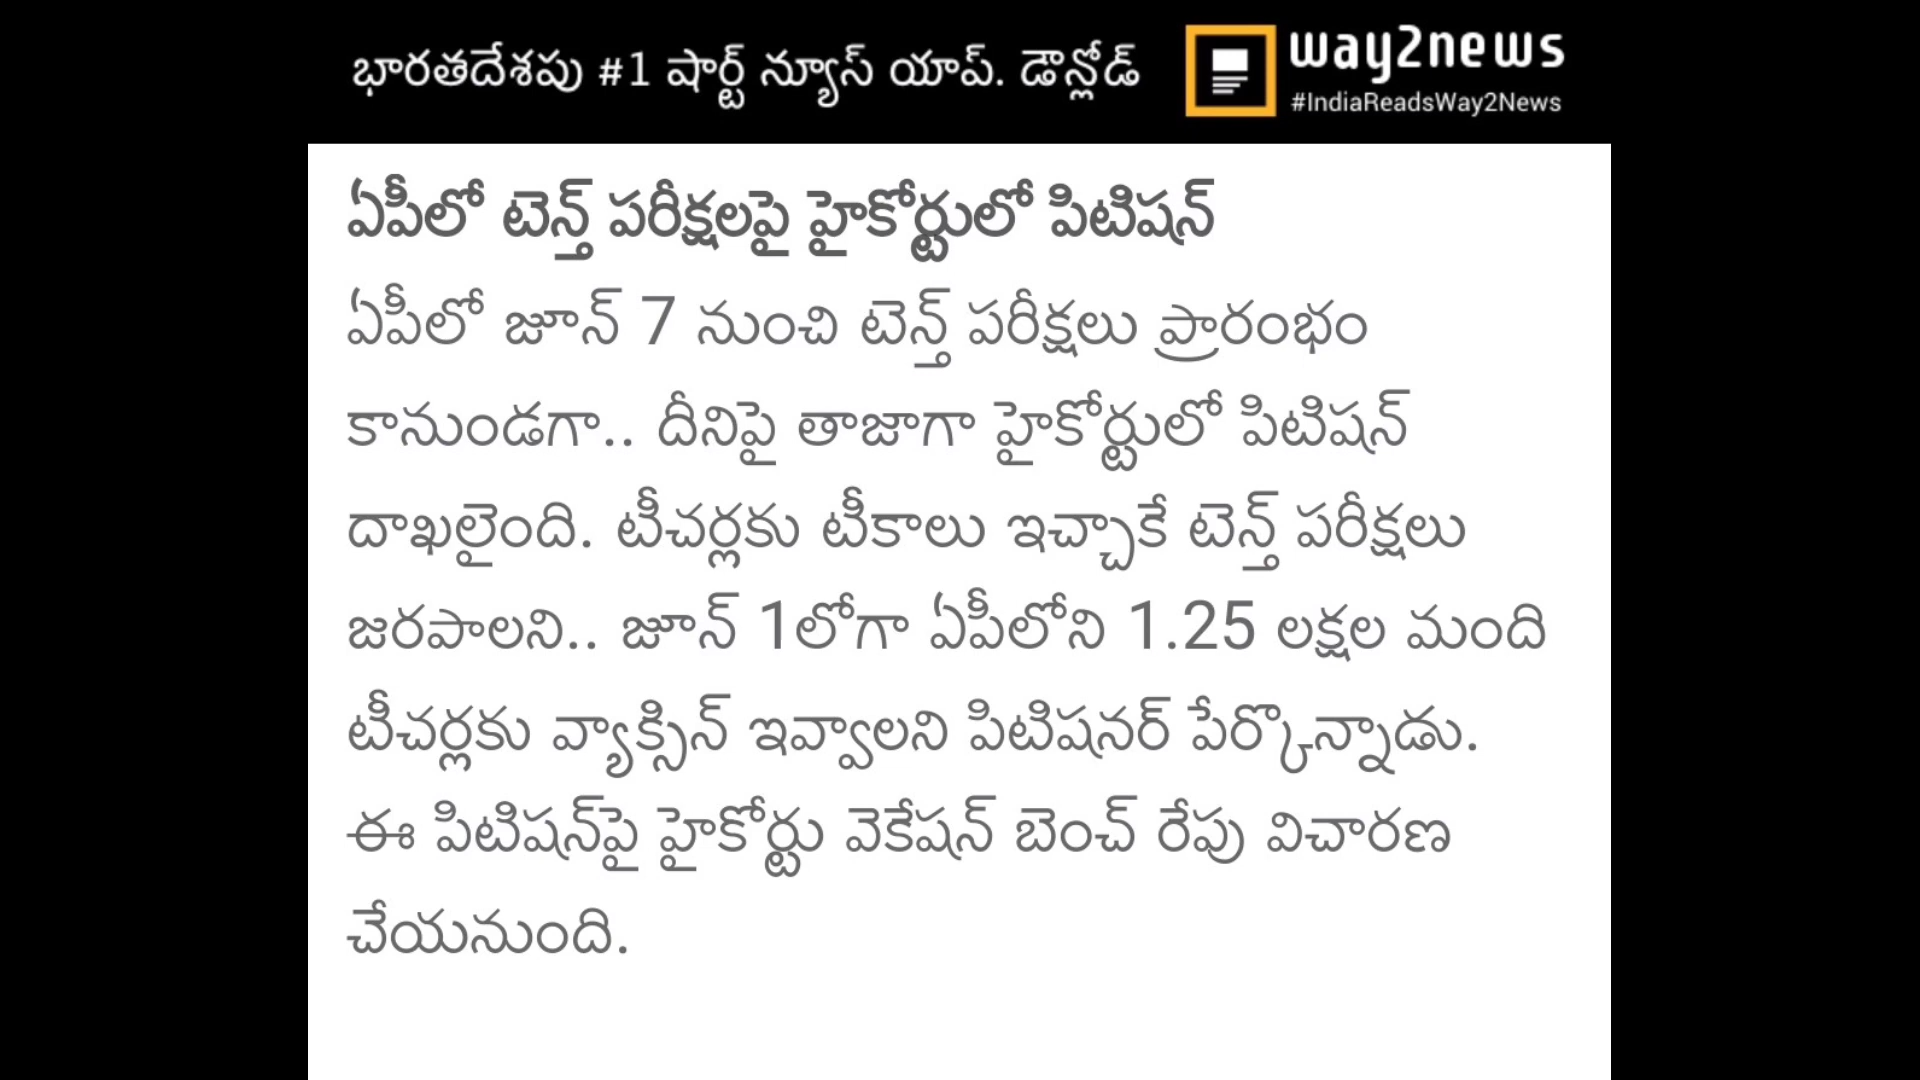 భారతదేశపు #1 షార్ట్ న్యూస్ యాప్. డౌన్లోడ్
way2news
#IndiaReadsWay2News
ఏపీలో టెన్త్ పరీక్షలపై హైకోర్టులో పిటిషన్
ఏపీలో జూన్ 7 నుంచి టెన్త్ పరీక్షలు ప్రారంభం
కానుండగా.. దీనిపై తాజాగా హైకోర్టులో పిటిషన్
దాఖలైంది. టీచర్లకు టీకాలు ఇచ్చాకే టెన్త్ పరీక్షలు
జరపాలని.. జూన్ 1లోగా ఏపీలోని 1.25 లక్షల మంది
టీచర్లకు వ్యాక్సిన్ ఇవ్వాలని పిటిషనర్ పేర్కొన్నాడు.
ఈ పిటిషన్‌పై హైకోర్టు వెకేషన్ బెంచ్ రేపు విచారణ
చేయనుంది.